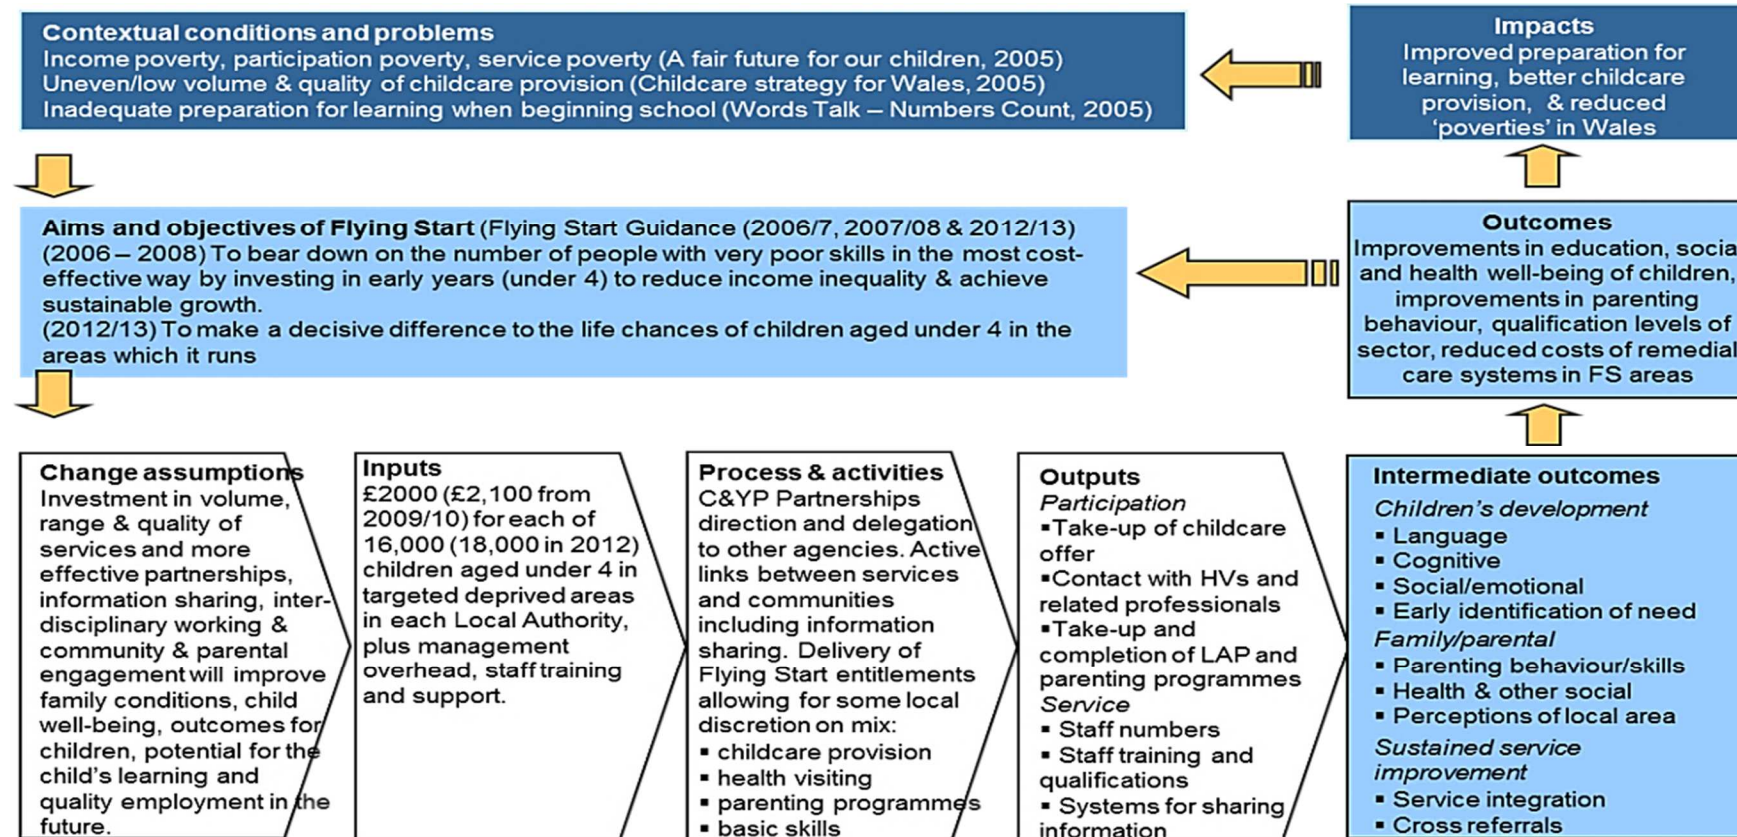 Contextual conditions and problems
Income poverty, participation poverty, service poverty (A fair future for our children, 2005)
Uneven/low volume & quality of childcare provision (Childcare strategy for Wales, 2005)
Inadequate preparation for learning when beginning school (Words Talk – Numbers Count, 2005)
Impacts
Improved preparation for
learning, better childcare
provision, & reduced
‘poverties’ in Wales
Aims and objectives of Flying Start (Flying Start Guidance (2006/7, 2007/08 & 2012/13)
(2006 – 2008) To bear down on the number of people with very poor skills in the most cost-
effective way by investing in early years (under 4) to reduce income inequality & achieve
sustainable growth.
(2012/13) To make a decisive difference to the life chances of children aged under 4 in the
areas which it runs
Outcomes
Improvements in education, social
and health well-being of children,
improvements in parenting
behaviour, qualification levels of
sector, reduced costs of remedial
care systems in FS areas
Change assumptions
Investment in volume,
range & quality of
services and more
effective partnerships,
information sharing, inter-
disciplinary working &
community & parental
engagement will improve
family conditions, child
well-being, outcomes for
children, potential for the
child’s learning and
quality employment in the
future.
Inputs
£2000 (£2,100 from
2009/10) for each of
16,000 (18,000 in 2012)
children aged under 4 in
targeted deprived areas
in each Local Authority,
plus management
overhead, staff training
and support.
Process & activities
C&YP Partnerships
direction and delegation
to other agencies. Active
links between services
and communities
including information
sharing. Delivery of
Flying Start entitlements
allowing for some local
discretion on mix:
▪ childcare provision
▪ health visiting
▪ parenting programmes
▪ basic skills
Outputs
Participation
▪Take-up of childcare
offer
▪Contact with HVs and
related professionals
▪Take-up and
completion of LAP and
parenting programmes
Service
▪ Staff numbers
▪ Staff training and
qualifications
▪ Systems for sharing
information
Intermediate outcomes
Children’s development
▪ Language
▪ Cognitive
▪ Social/emotional
▪ Early identification of need
Family/parental
▪ Parenting behaviour/skills
▪ Health & other social
▪ Perceptions of local area
Sustained service
improvement
▪ Service integration
▪ Cross referrals